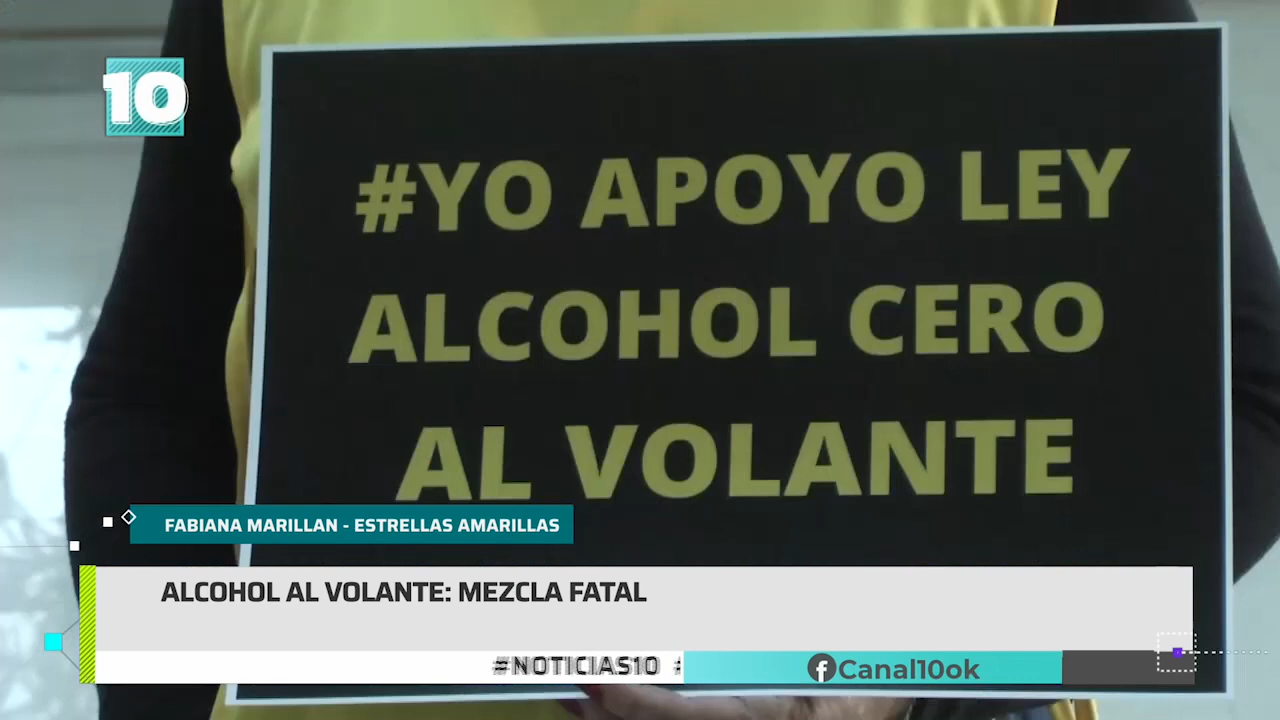 10
#YO APOYO LEY
ALCOHOL CERO
AL VOLANTE
FABIANA MARILLAN - ESTRELLAS AMARILLAS
ALCOHOL AL VOLANTE: MEZCLA FATAL
#NOTICIAS10
Canal10ok